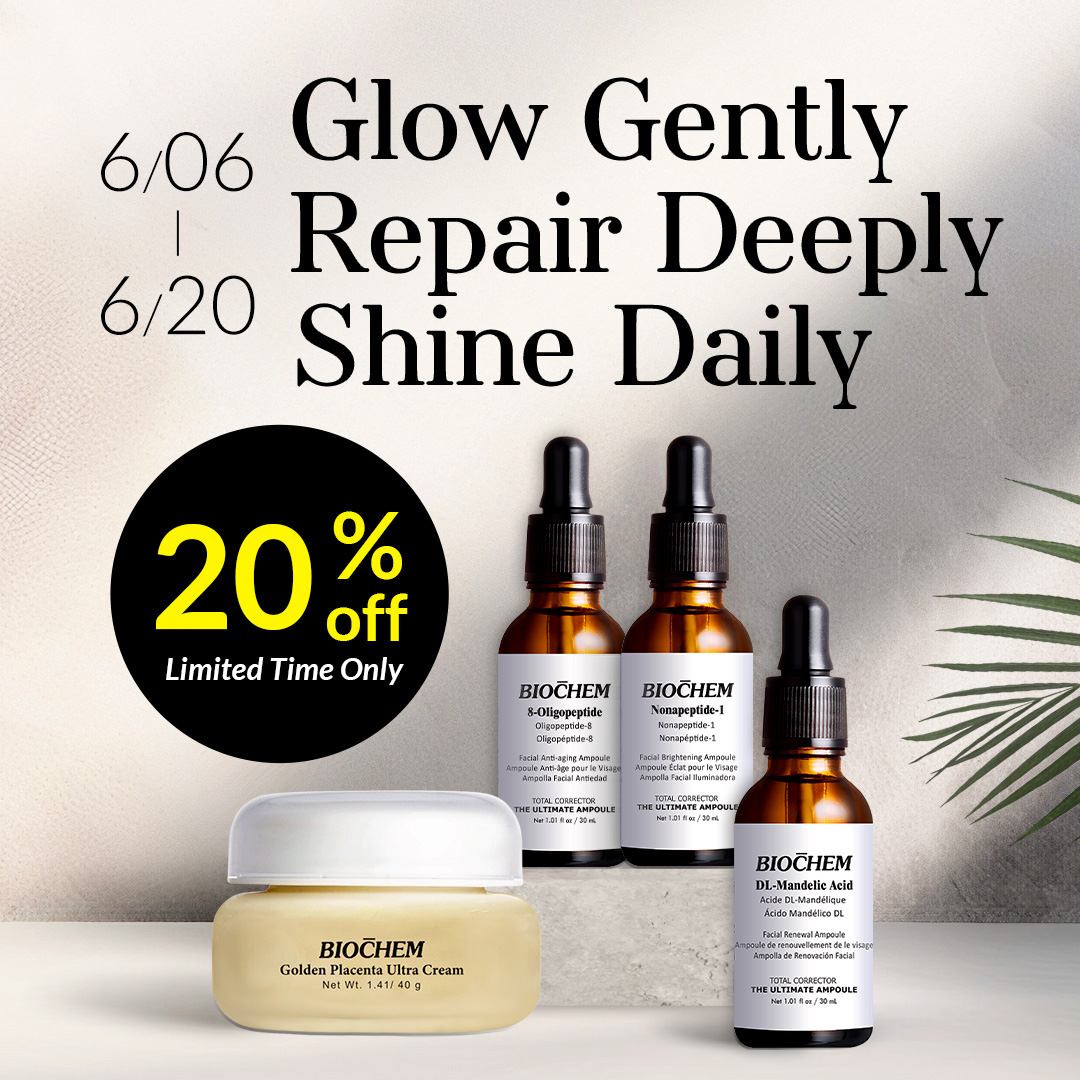 6/06
|
6/20
Glow Gently
Repair Deeply
Shine Daily
20%
off
Limited Time Only
BIOCHEM
8-Oligopeptide
Oligopeptide-8
Oligopéptide-8
Facial Anti-aging Ampoule
Ampoule Anti-âge pour le Visage
Ampolla Facial Antiedad
TOTAL CORRECTOR
THE ULTIMATE AMPOULE
Net 1.01 fl oz / 30 mL
BIOCHEM
Nonapeptide-1
Nonapeptide-1
Nonapéptide-1
Facial Brightening Ampoule
Ampoule Éclat pour le Visage
Ampolla Facial Iluminadora
TOTAL CORRECTOR
THE ULTIMATE AMPOULE
Net 1.01 fl oz / 30 mL
BIOCHEM
DL-Mandelic Acid
Acide DL-Mandélique
Ácido Mandélico DL
Facial Renewal Ampoule
Ampoule de renouvellement de le visage
Ampolla de Renovación Facial
TOTAL CORRECTOR
THE ULTIMATE AMPOULE
Net 1.01 fl oz / 30 mL
BIOCHEM
Golden Placenta Ultra Cream
Net Wt. 1.41/ 40 g